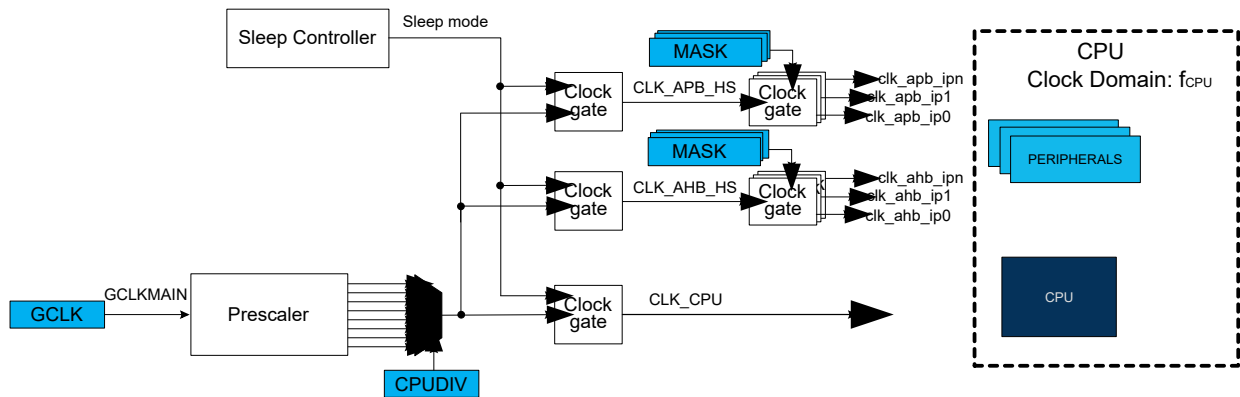 Sleep mode
Sleep Controller
MASK
Clock
gate
CLK_APB_HS
Clock
gate
clk_apb_ipn
clk_apb_ip1
clk_apb_ip0
MASK
Clock
gate
CLK_AHB_HS
Clock
gate
clk_ahb_ipn
clk_ahb_ip1
clk_ahb_ip0
GCLK
GCLKMAIN
Prescaler
CPUDIV
Clock
gate
CLK_CPU
CPU
Clock Domain: fCPU
PERIPHERALS
CPU